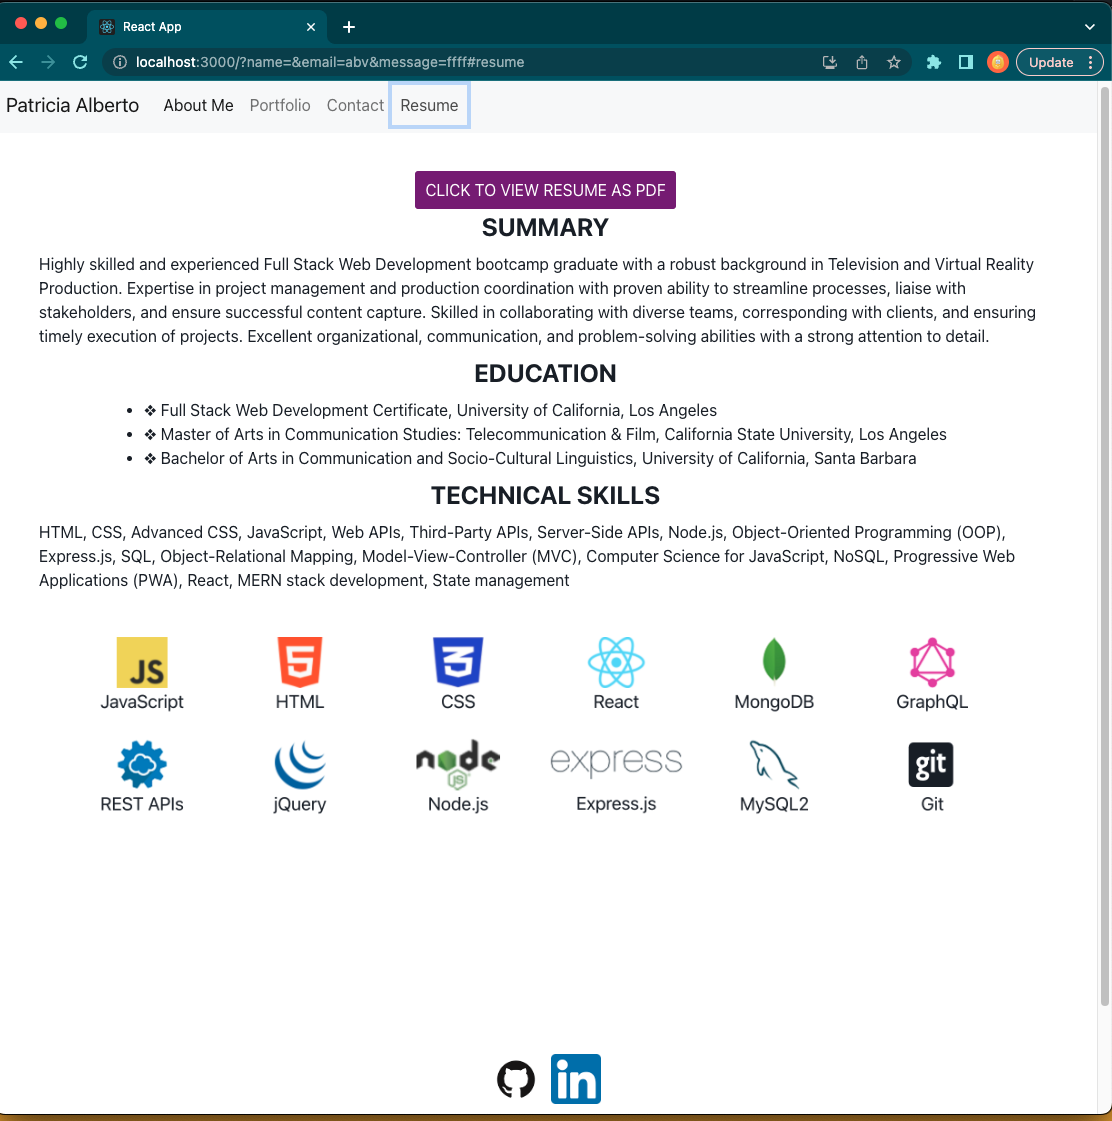 React App
localhost:3000/?name=&email=abv&message=ffff#resume
Update
Patricia Alberto About Me Portfolio Contact Resume
CLICK TO VIEW RESUME AS PDF
SUMMARY
Highly skilled and experienced Full Stack Web Development bootcamp graduate with a robust background in Television and Virtual Reality
Production. Expertise in project management and production coordination with proven ability to streamline processes, liaise with
stakeholders, and ensure successful content capture. Skilled in collaborating with diverse teams, corresponding with clients, and ensuring
timely execution of projects. Excellent organizational, communication, and problem-solving abilities with a strong attention to detail.
EDUCATION
• ❖ Full Stack Web Development Certificate, University of California, Los Angeles
• ❖ Master of Arts in Communication Studies: Telecommunication & Film, California State University, Los Angeles
• ❖ Bachelor of Arts in Communication and Socio-Cultural Linguistics, University of California, Santa Barbara
TECHNICAL SKILLS
HTML, CSS, Advanced CSS, JavaScript, Web APIs, Third-Party APIs, Server-Side APIs, Node.js, Object-Oriented Programming (OOP),
Express.js, SQL, Object-Relational Mapping, Model-View-Controller (MVC), Computer Science for JavaScript, NoSQL, Progressive Web
Applications (PWA), React, MERN stack development, State management
JS 5 3
JavaScript HTML CSS React MongoDB GraphQL
node JS express git
REST APIs jQuery Node.js Express.js MySQL2 Git
in